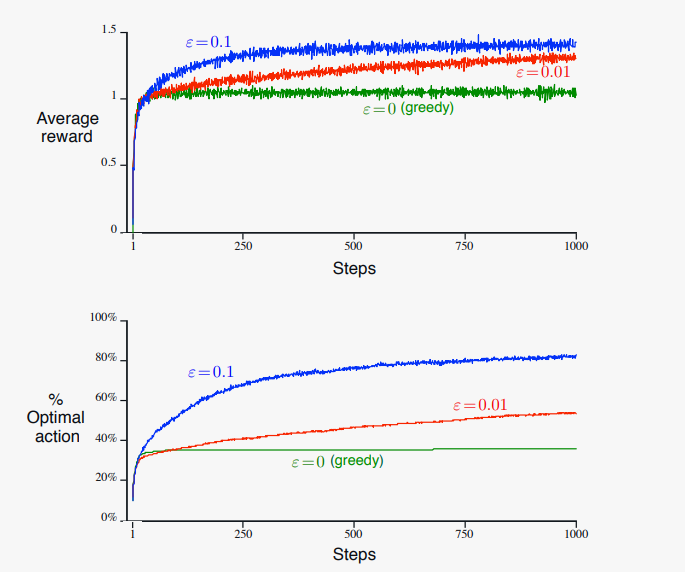 1.5
ε=0.1
ε=0.01
1
ε=0 (greedy)
Average
reward
0.5
0
1
250
500
750
1000
Steps
100%
80%
ε=0.1
%
Optimal
action
60%
ε=0.01
40%
ε=0 (greedy)
20%
0%
1
250
500
750
1000
Steps